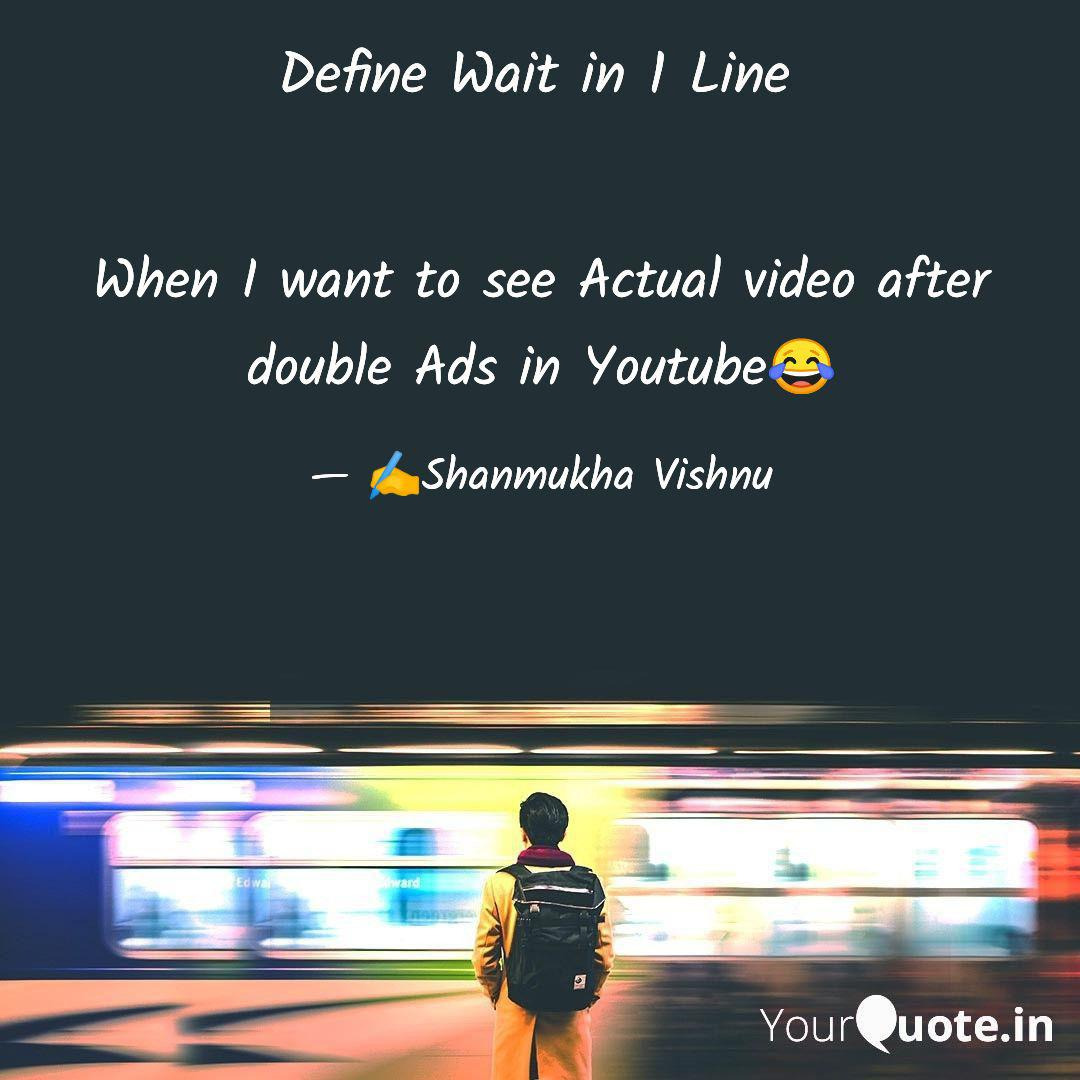 Define Wait in 1 Line
When I want to see Actual video after
double Ads in Youtube😂
— ✍Shanmukha Vishnu
YourQuote.in